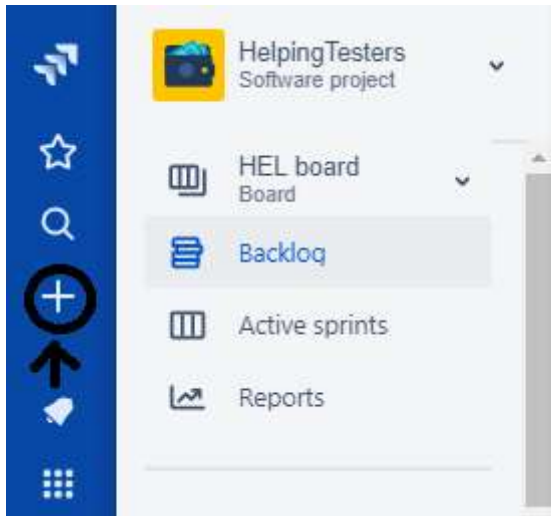 HelpingTesters
Software project
HEL board
Board
Backlog
Active sprints
Reports